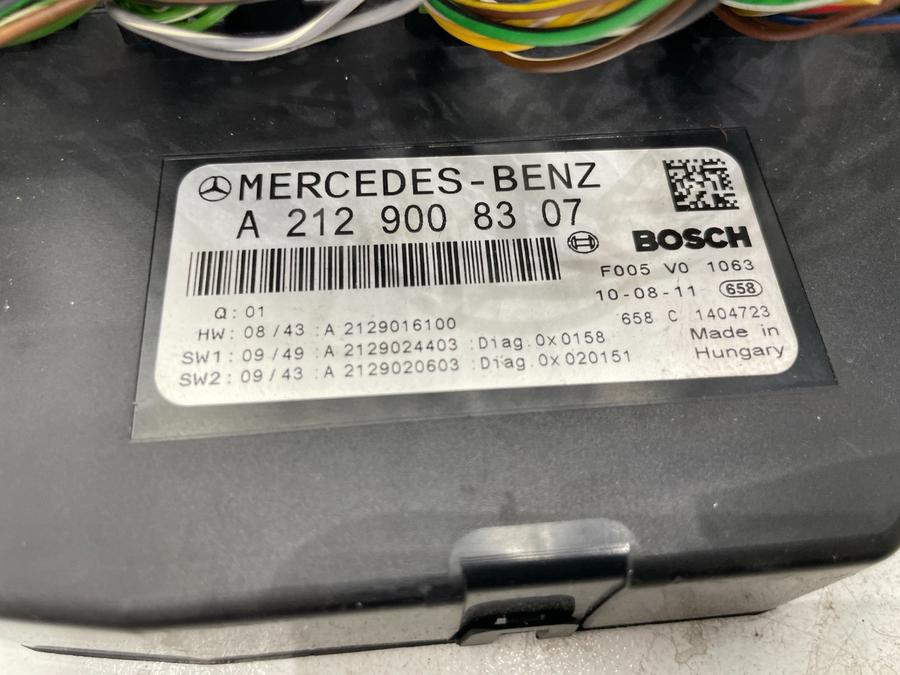 MERCEDES-BENZ
A 212 900 83 07
BOSCH
F005 V0 1063
10-08-11 658
658 C 1404723
Made in
Hungary
Q: 01
HW: 08/43 :A 2129016100
SW1: 09/49 :A 2129024403 :Diag.0x0158
SW2: 09/43 :A 2129020603 :Diag.0x020151